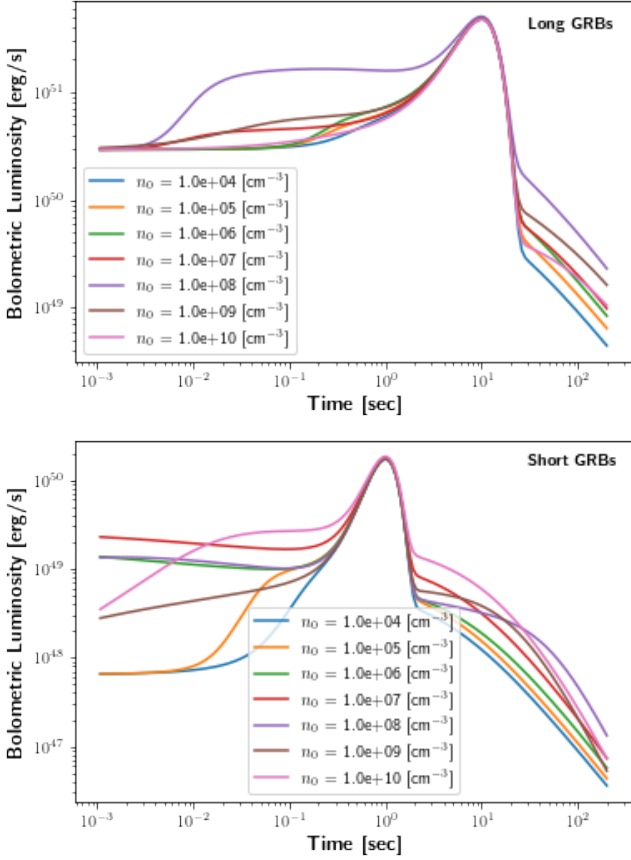 Long GRBs
Bolometric Luminosity [erg/s]
10^51
10^50
10^49
n_0 = 1.0e+04 [cm^−3]
n_0 = 1.0e+05 [cm^−3]
n_0 = 1.0e+06 [cm^−3]
n_0 = 1.0e+07 [cm^−3]
n_0 = 1.0e+08 [cm^−3]
n_0 = 1.0e+09 [cm^−3]
n_0 = 1.0e+10 [cm^−3]
10^−3 10^−2 10^−1 10^0 10^1 10^2
Time [sec]
Short GRBs
Bolometric Luminosity [erg/s]
10^50
10^49
10^48
10^47
n_0 = 1.0e+04 [cm^−3]
n_0 = 1.0e+05 [cm^−3]
n_0 = 1.0e+06 [cm^−3]
n_0 = 1.0e+07 [cm^−3]
n_0 = 1.0e+08 [cm^−3]
n_0 = 1.0e+09 [cm^−3]
n_0 = 1.0e+10 [cm^−3]
10^−3 10^−2 10^−1 10^0 10^1 10^2
Time [sec]